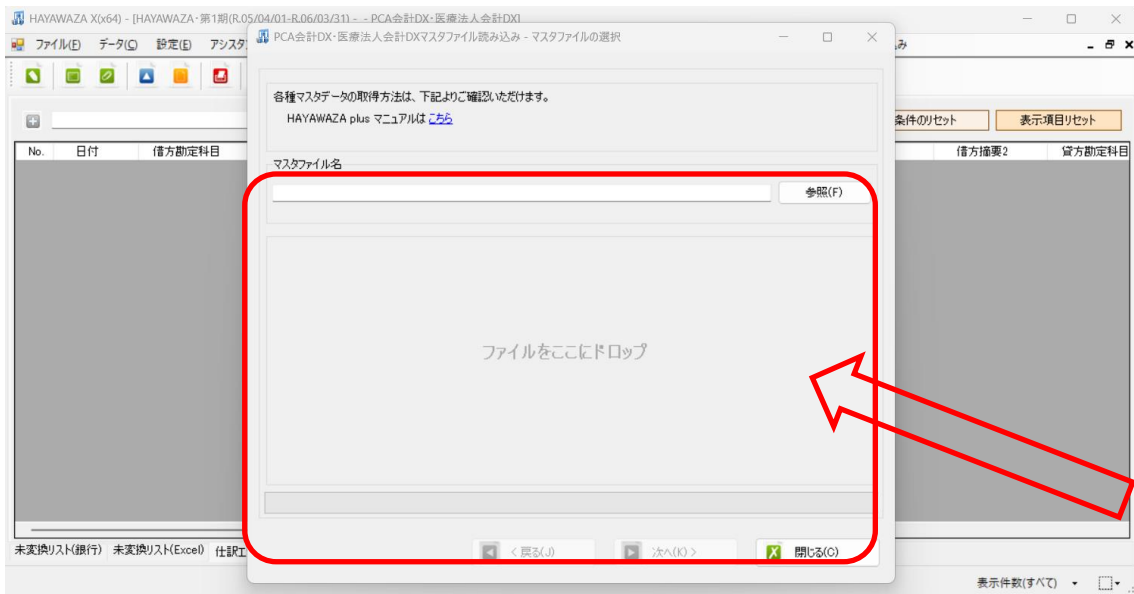 HAYAWAZA X(x64) - [HAYAWAZA・第1期(R.05/04/01-R.06/03/31) - - PCA会計DX・医療法人会計DX]
ファイル(F) データ(C) 設定(E) アシスタ
み
PCA会計DX・医療法人会計DXマスタファイル読み込み - マスタファイルの選択
各種マスタデータの取得方法は、下記よりご確認いただけます。
HAYAWAZA plus マニュアルは こちら
条件のリセット 表示項目リセット
No. 日付 借方勘定科目 借方摘要2 貸方勘定科目
マスタファイル名
参照(F)
ファイルをここにドロップ
未変換リスト(銀行) 未変換リスト(Excel) 仕訳エ
< 戻る(J) 次へ(K) > 閉じる(C)
表示件数(すべて)